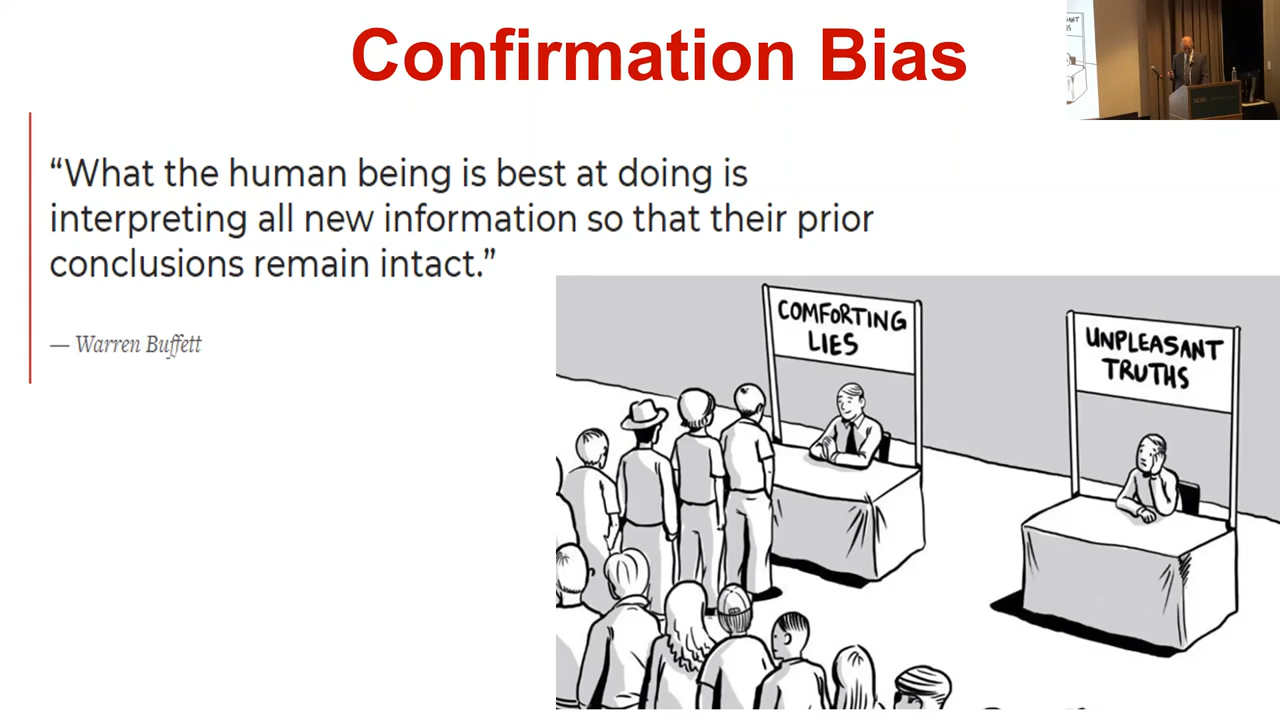 Confirmation Bias
“What the human being is best at doing is
interpreting all new information so that their prior
conclusions remain intact.”
— Warren Buffett
COMFORTING
LIES
UNPLEASANT
TRUTHS